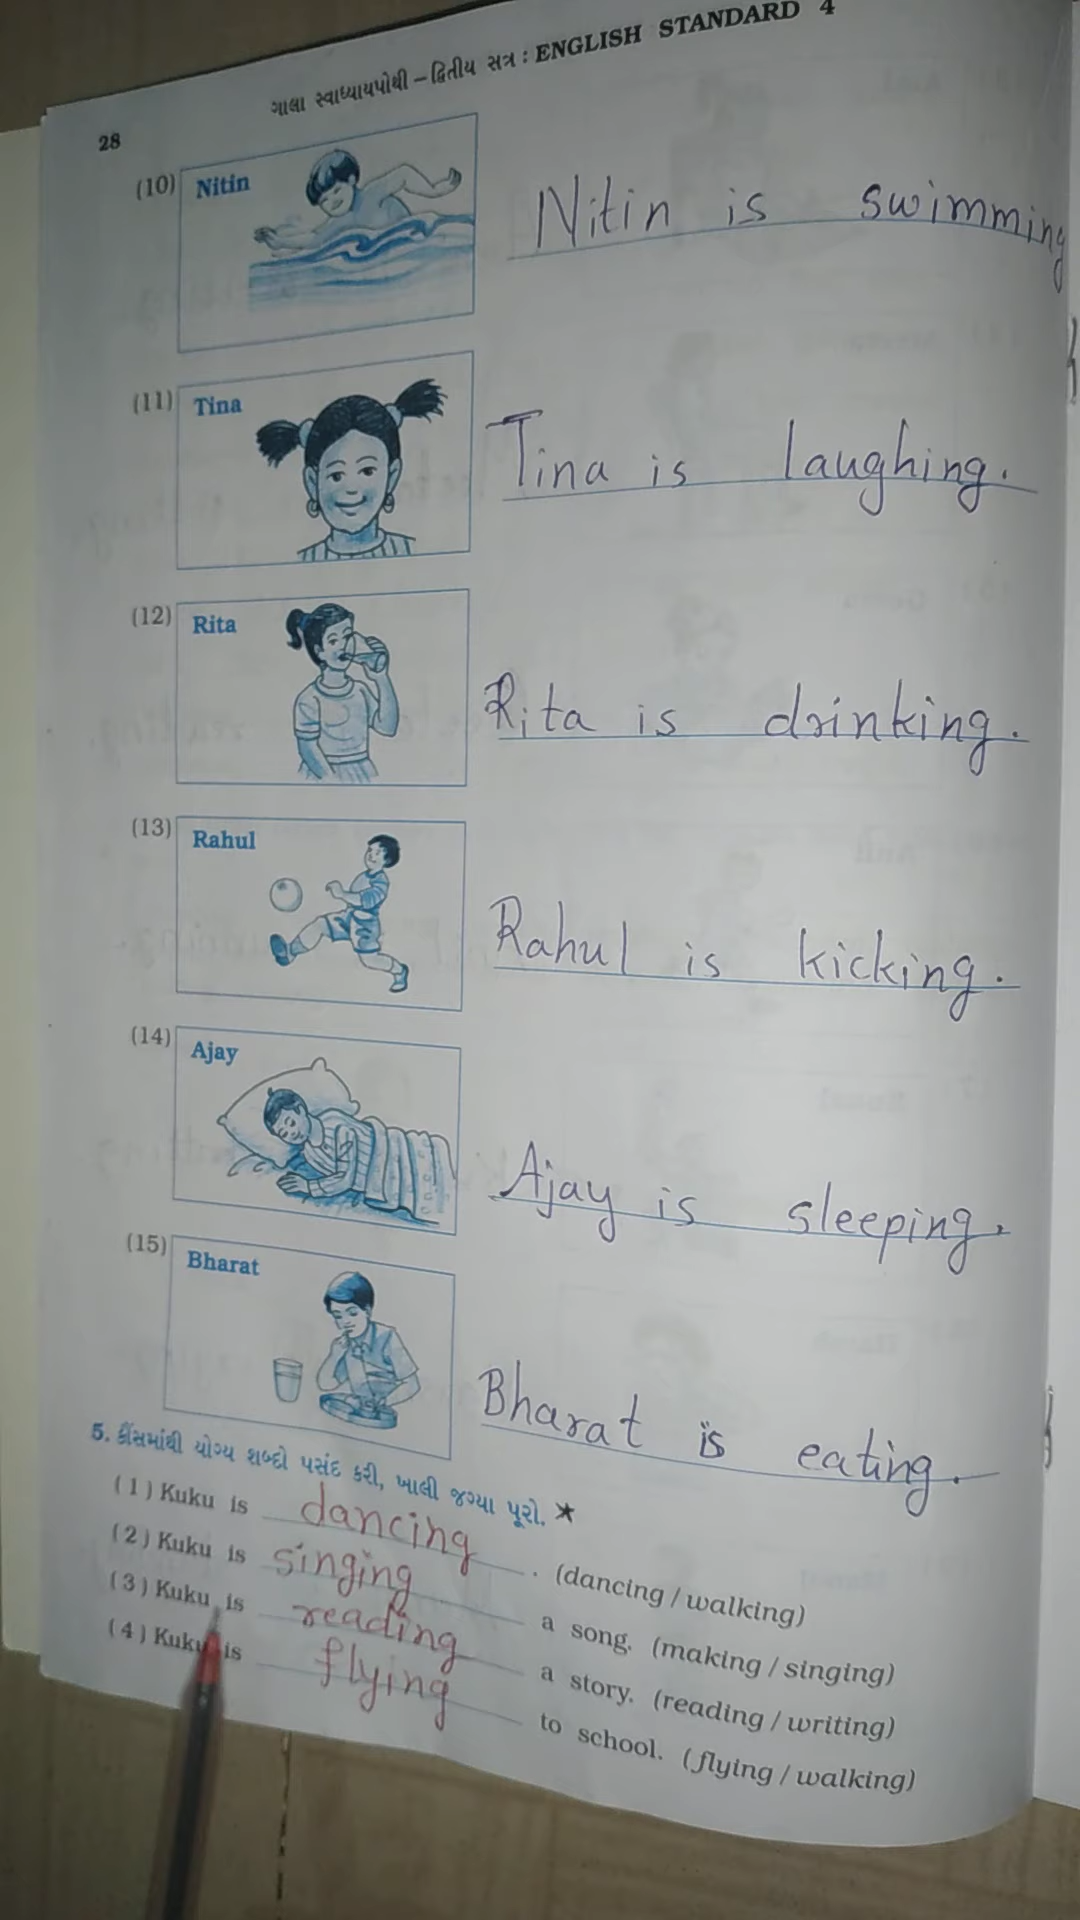 ગાલા સ્વાધ્યાયપોથી – દ્વિતીય સત્ર : ENGLISH STANDARD 4
28
(10) Nitin
Nitin is swimming
(11) Tina
Tina is laughing.
(12) Rita
Rita is drinking.
(13) Rahul
Rahul is kicking.
(14) Ajay
Ajay is sleeping.
(15) Bharat
Bharat is eating.
5. કૌંસમાંથી યોગ્ય શબ્દો પસંદ કરી, ખાલી જગ્યા પૂરો. ★
(1) Kuku is dancing. (dancing / walking)
(2) Kuku is singing a song. (making / singing)
(3) Kuku is reading a story. (reading / writing)
(4) Kuku is flying to school. (flying / walking)